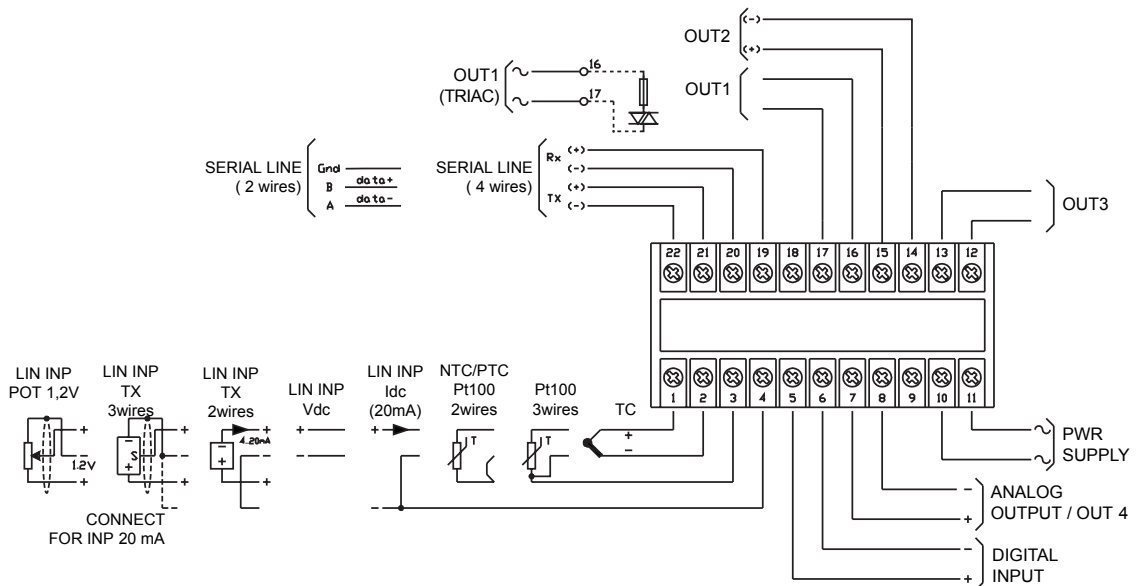 OUT2
(-)
(+)
OUT1
(TRIAC)
16
17
OUT1
SERIAL LINE
( 2 wires)
Gnd
B data+
A data-
SERIAL LINE
( 4 wires)
Rx (+)
(-)
TX (+)
(-)
OUT3
22 21 20 19 18 17 16 15 14 13 12
1 2 3 4 5 6 7 8 9 10 11
LIN INP
POT 1,2V
+
-
1.2V
+
LIN INP
TX
3wires
-
S
+
+
-
+
-
CONNECT
FOR INP 20 mA
LIN INP
TX
2wires
-
+
+
4..20mA
-
+
-
LIN INP
Vdc
+
-
LIN INP
Idc
(20mA)
+
-
-
NTC/PTC
Pt100
2wires
T
Pt100
3wires
T
TC
+
-
PWR
SUPPLY
-
+
ANALOG
OUTPUT / OUT 4
-
+
DIGITAL
INPUT